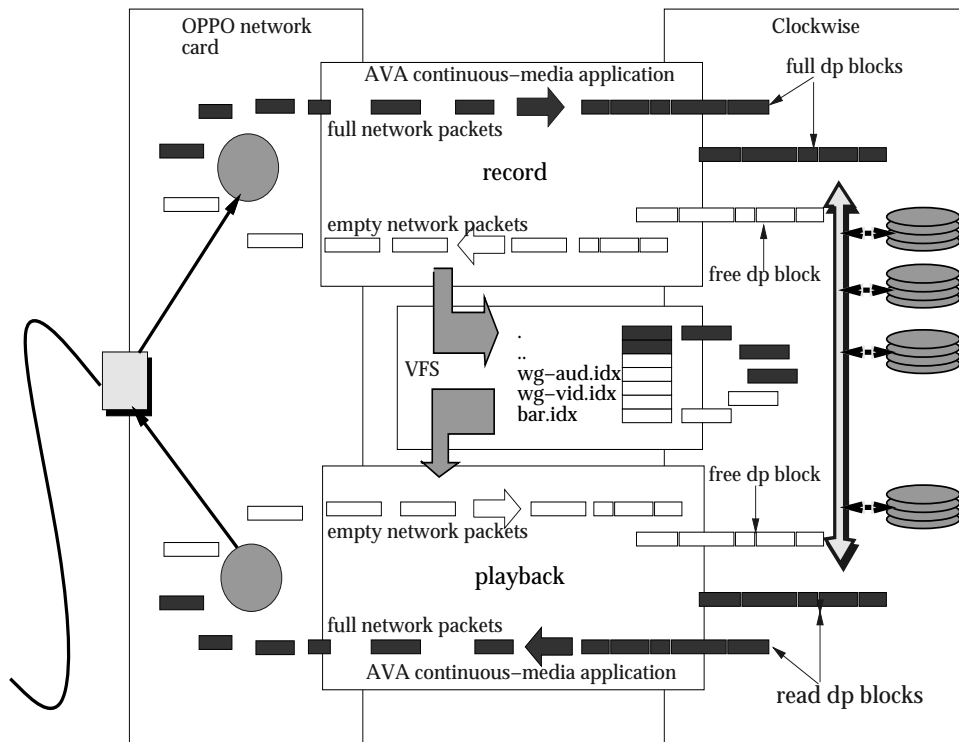 OPPO network
card
Clockwise
AVA continuous−media application
full dp blocks
full network packets
record
empty network packets
free dp block
VFS
.
..
wg−aud.idx
wg−vid.idx
bar.idx
free dp block
empty network packets
playback
full network packets
AVA continuous−media application
read dp blocks